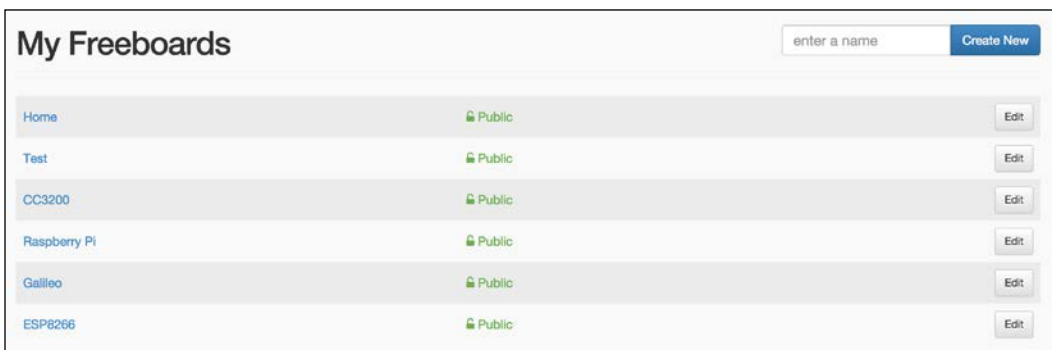 My Freeboards
enter a name Create New
Home Public Edit
Test Public Edit
CC3200 Public Edit
Raspberry Pi Public Edit
Galileo Public Edit
ESP8266 Public Edit